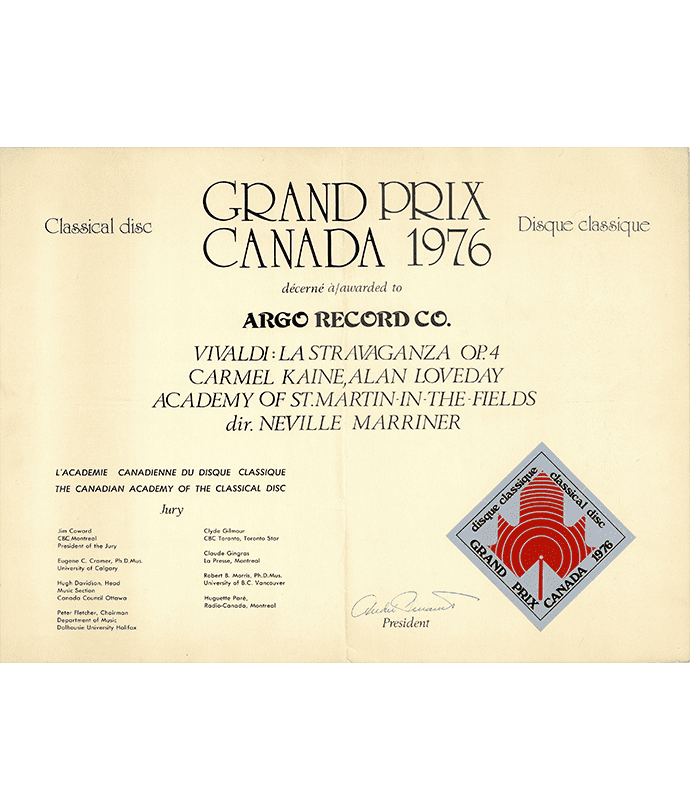 GRAND PRIX
CANADA 1976
Classical disc
Disque classique
décerné à/awarded to
ARGO RECORD CO.
VIVALDI: LA STRAVAGANZA OP.4
CARMEL KAINE, ALAN LOVEDAY
ACADEMY OF ST. MARTIN-IN-THE-FIELDS
dir. NEVILLE MARRINER
L'ACADEMIE CANADIENNE DU DISQUE CLASSIQUE
THE CANADIAN ACADEMY OF THE CLASSICAL DISC
Jury
Jim Coward
CBC Montreal
President of the Jury
Eugene C. Cramer, Ph.D.Mus.
University of Calgary
Hugh Davidson, Head
Music Section
Canada Council Ottawa
Peter Fletcher, Chairman
Department of Music
Dalhousie University Halifax
Clyde Gilmour
CBC Toronto, Toronto Star
Claude Gingras
La Presse, Montreal
Robert B. Morris, Ph.D.Mus.
University of B.C. Vancouver
Huguette Paré,
Radio-Canada, Montreal
President
disque classique
classical disc
GRAND PRIX CANADA 1976